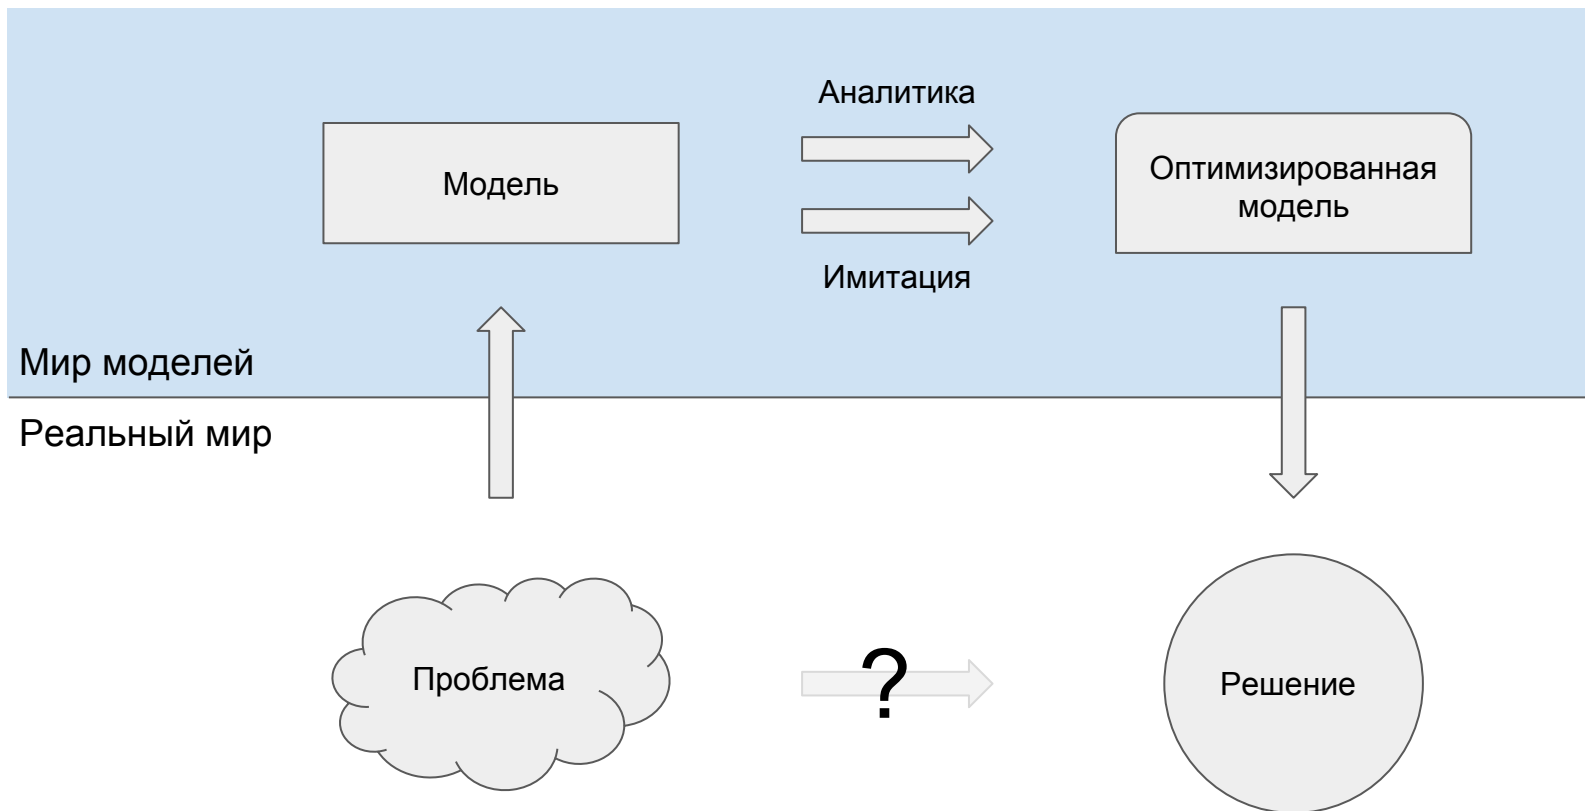 Аналитика
Модель
Оптимизированная
модель
Имитация
Мир моделей
Реальный мир
Проблема
?
Решение